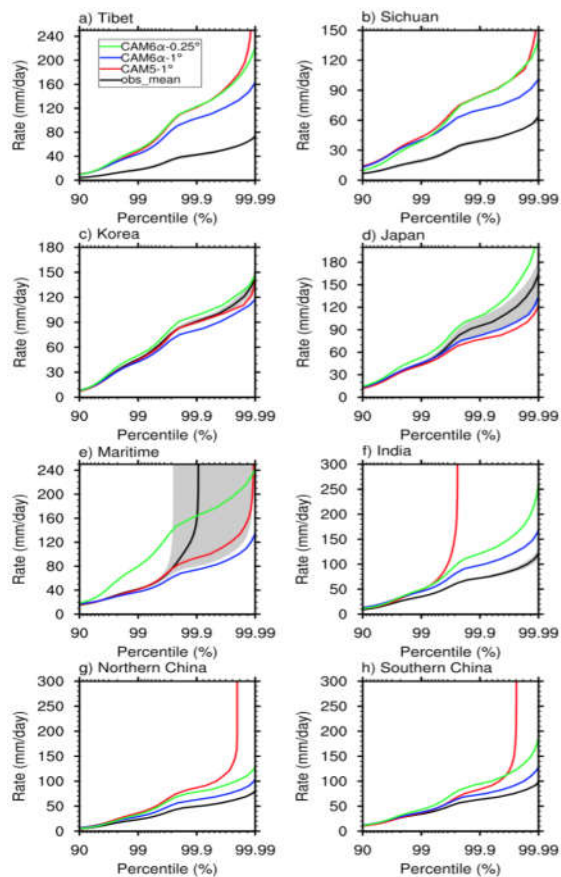 a) Tibet
CAM6α-0.25°
CAM6α-1°
CAM5-1°
obs_mean
Rate (mm/day)
240
200
160
120
80
40
0
90 99 99.9 99.99
Percentile (%)
b) Sichuan
Rate (mm/day)
150
120
90
60
30
0
90 99 99.9 99.99
Percentile (%)
c) Korea
Rate (mm/day)
180
150
120
90
60
30
0
90 99 99.9 99.99
Percentile (%)
d) Japan
Rate (mm/day)
180
150
120
90
60
30
0
90 99 99.9 99.99
Percentile (%)
e) Maritime
Rate (mm/day)
240
200
160
120
80
40
0
90 99 99.9 99.99
Percentile (%)
f) India
Rate (mm/day)
300
250
200
150
100
50
0
90 99 99.9 99.99
Percentile (%)
g) Northern China
Rate (mm/day)
300
250
200
150
100
50
0
90 99 99.9 99.99
Percentile (%)
h) Southern China
Rate (mm/day)
300
250
200
150
100
50
0
90 99 99.9 99.99
Percentile (%)